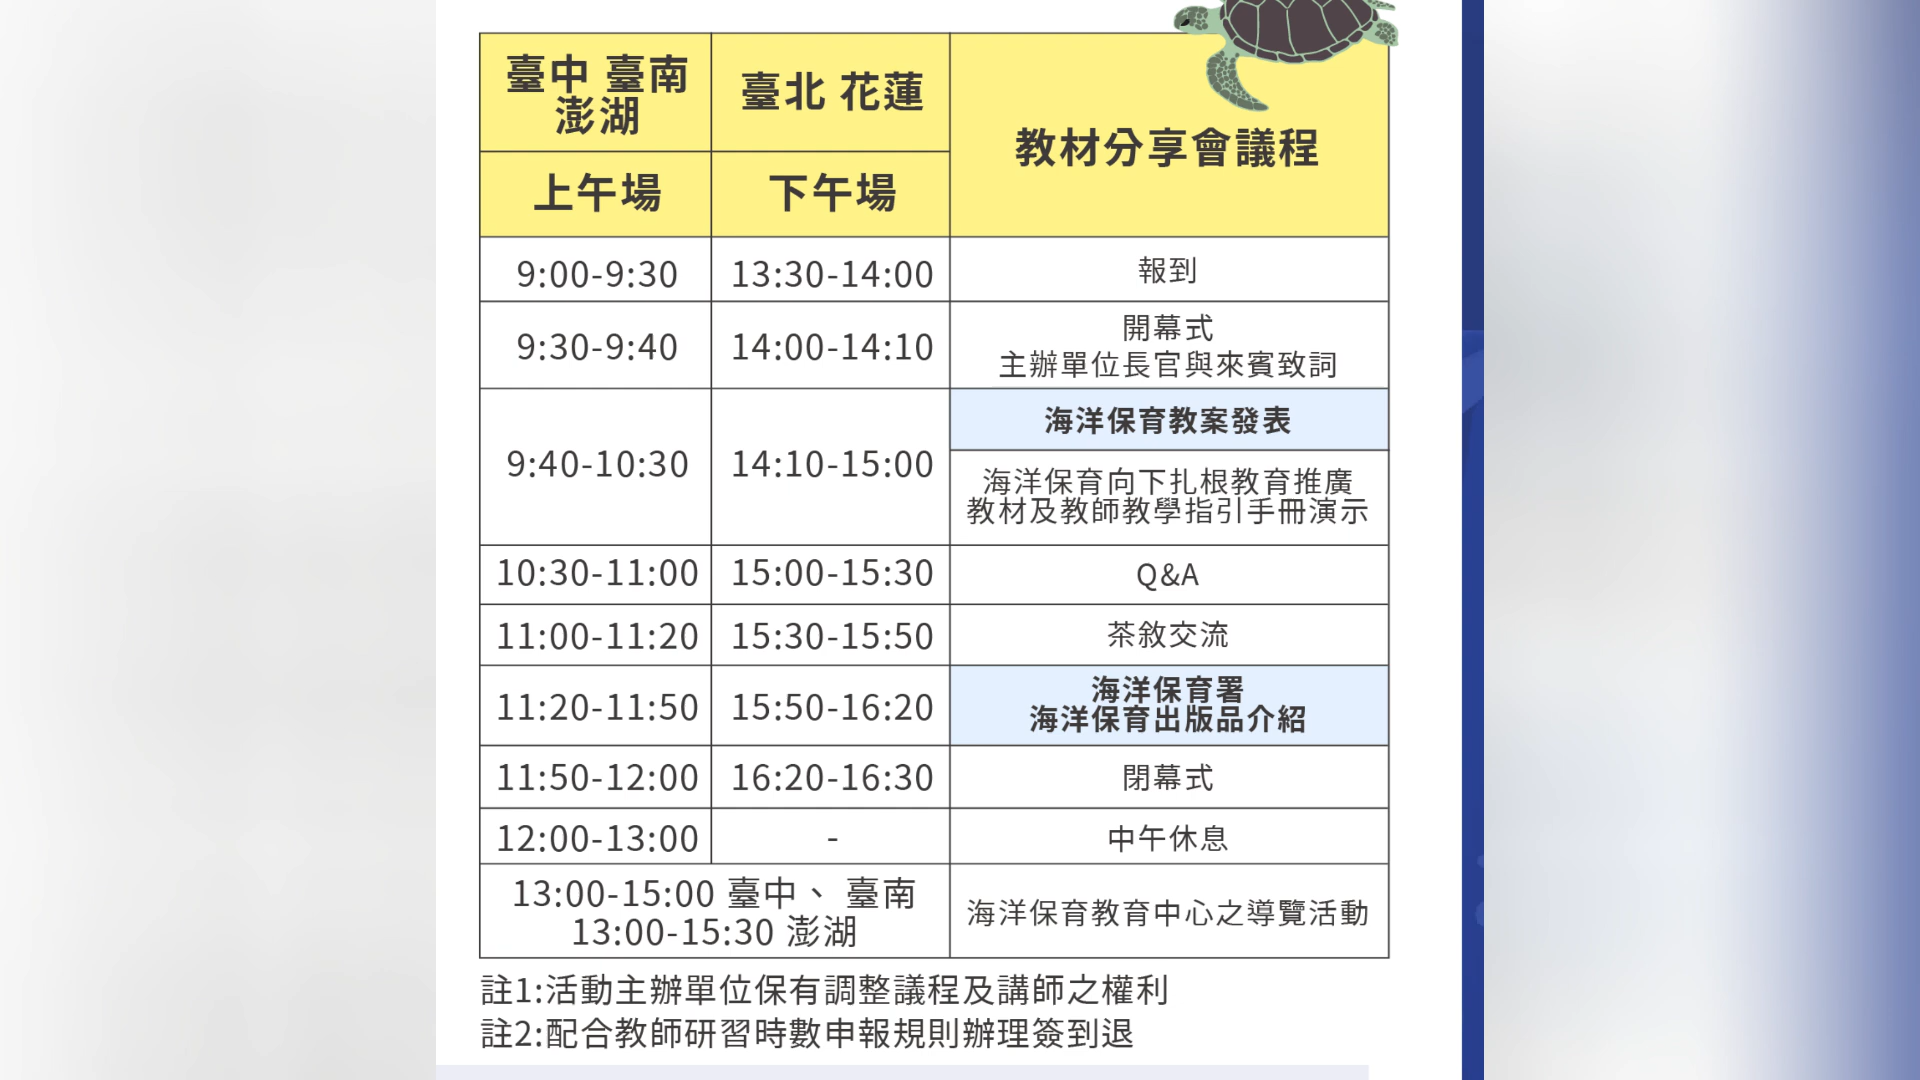 臺中 臺南
澎湖
臺北 花蓮
教材分享會議程
上午場
下午場
9:00-9:30
13:30-14:00
報到
9:30-9:40
14:00-14:10
開幕式
主辦單位長官與來賓致詞
9:40-10:30
14:10-15:00
海洋保育教案發表
海洋保育向下扎根教育推廣
教材及教師教學指引手冊演示
10:30-11:00
15:00-15:30
Q&A
11:00-11:20
15:30-15:50
茶敘交流
11:20-11:50
15:50-16:20
海洋保育署
海洋保育出版品介紹
11:50-12:00
16:20-16:30
閉幕式
12:00-13:00
-
中午休息
13:00-15:00 臺中、 臺南
13:00-15:30 澎湖
海洋保育教育中心之導覽活動
註1:活動主辦單位保有調整議程及講師之權利
註2:配合教師研習時數申報規則辦理簽到退